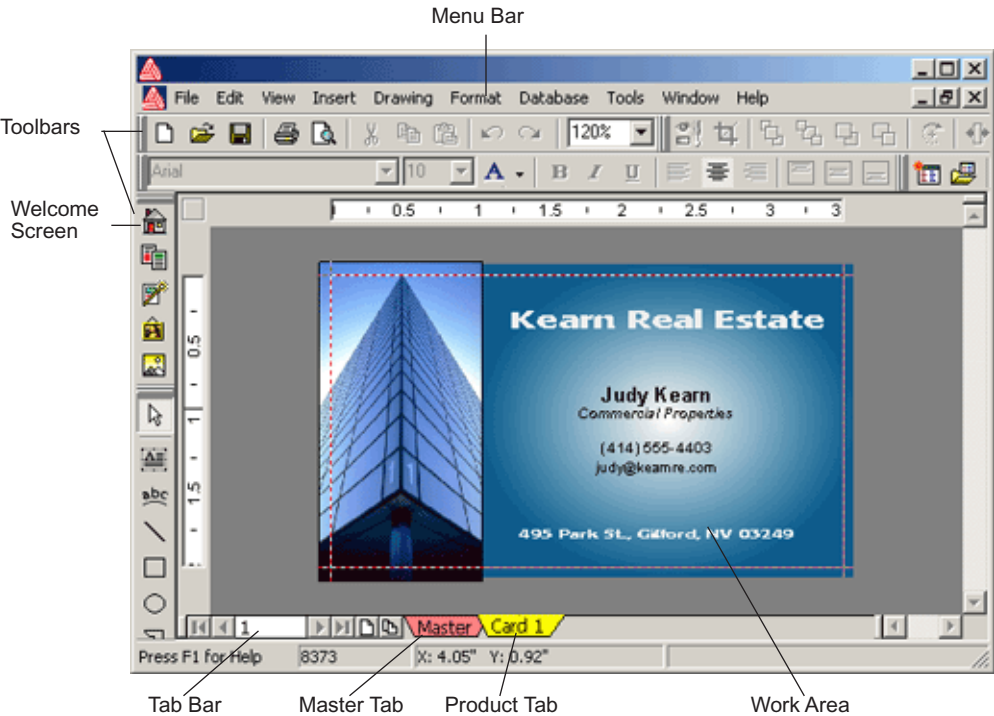 Menu Bar
File Edit View Insert Drawing Format Database Tools Window Help
Toolbars
120%
Arial 10 A B I U
Welcome
Screen
0.5 1 1.5 2 2.5 3 3
0.5
1
1.5
Kearn Real Estate
Judy Kearn
Commercial Properties
(414) 555-4403
judy@kearnre.com
495 Park St., Gilford, NV 03249
A
abc
1 Master Card 1
Press F1 for Help 8373 X: 4.05" Y: 0.92"
Tab Bar Master Tab Product Tab Work Area